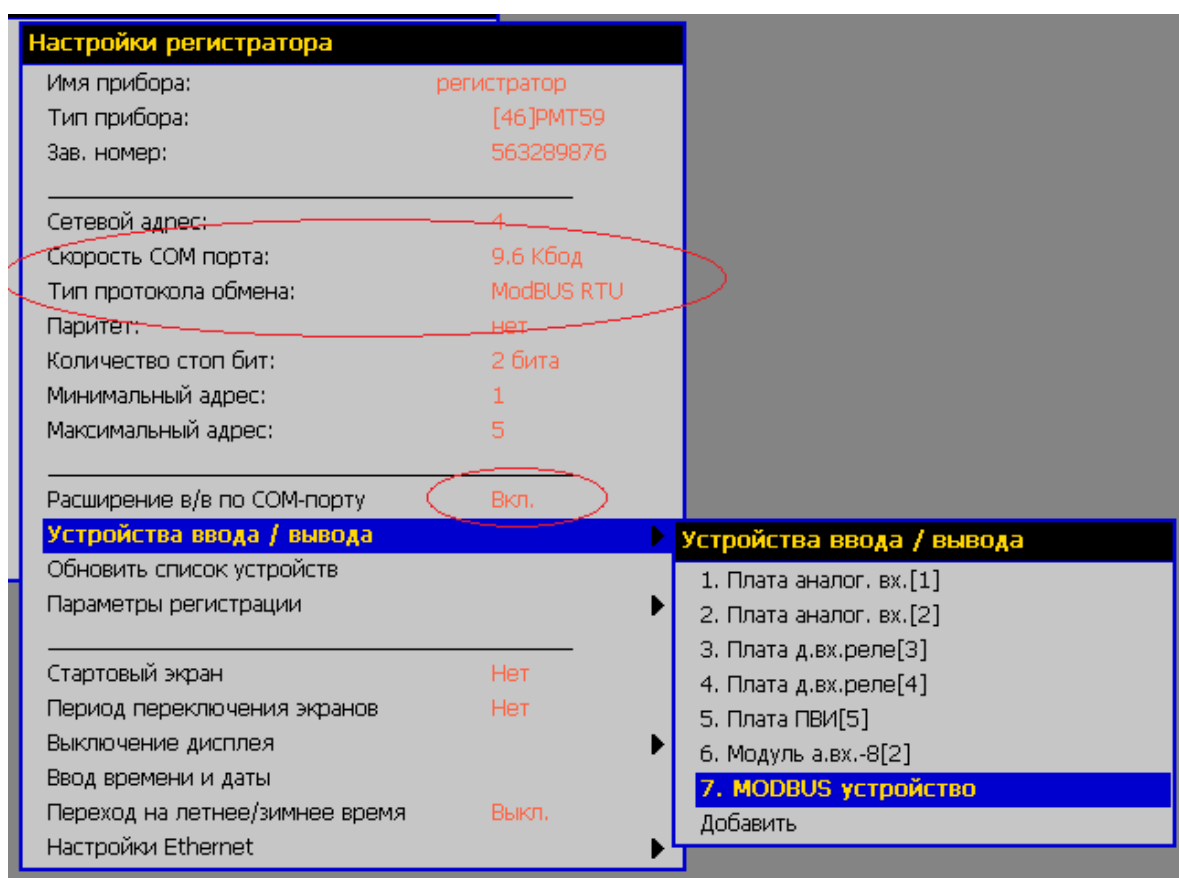 Настройки регистратора
Имя прибора: регистратор
Тип прибора: [46]РМТ59
Зав. номер: 563289876
Сетевой адрес: 4
Скорость COM порта: 9.6 Кбод
Тип протокола обмена: ModBUS RTU
Паритет: нет
Количество стоп бит: 2 бита
Минимальный адрес: 1
Максимальный адрес: 5
Расширение в/в по COM-порту Вкл.
Устройства ввода / вывода
Обновить список устройств
Параметры регистрации
Стартовый экран Нет
Период переключения экранов Нет
Выключение дисплея
Ввод времени и даты
Переход на летнее/зимнее время Выкл.
Настройки Ethernet
Устройства ввода / вывода
1. Плата аналог. вх.[1]
2. Плата аналог. вх.[2]
3. Плата д.вх.реле[3]
4. Плата д.вх.реле[4]
5. Плата ПВИ[5]
6. Модуль а.вх.-8[2]
7. MODBUS устройство
Добавить